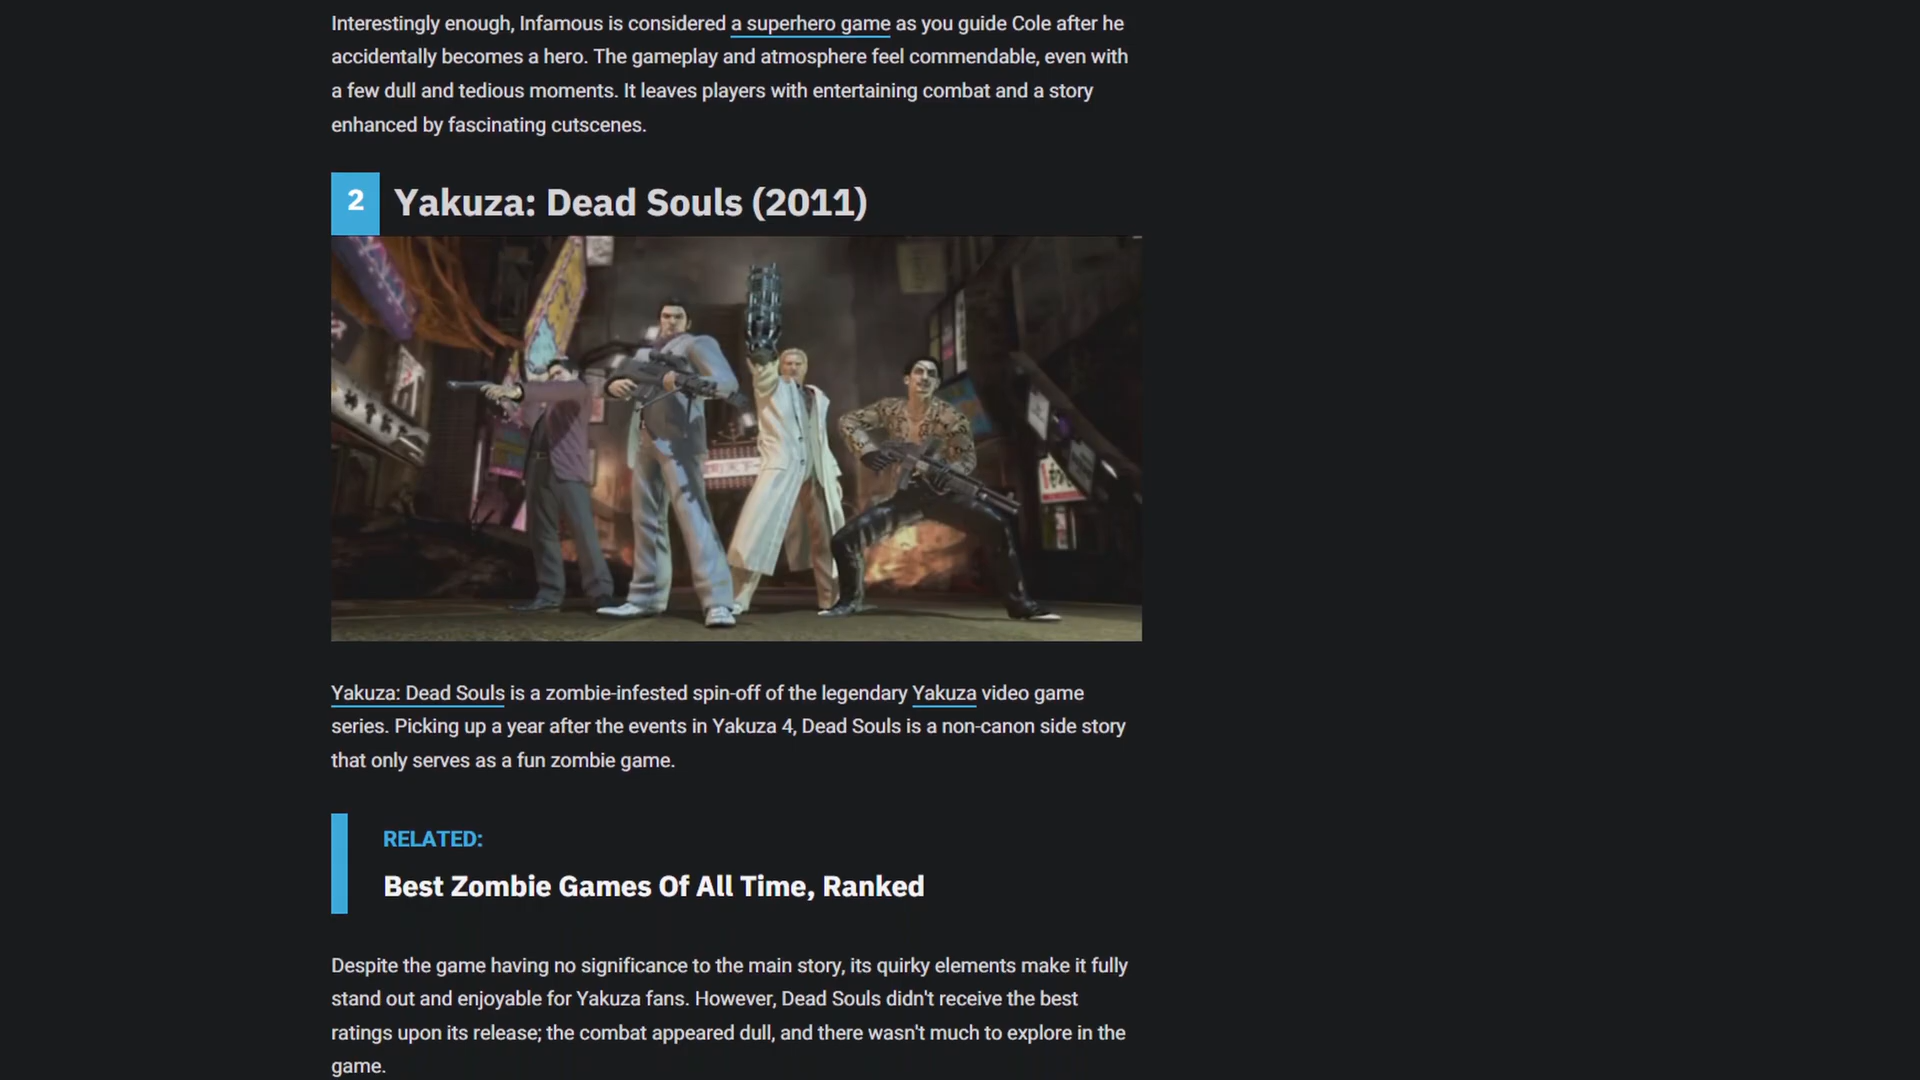 Interestingly enough, Infamous is considered a superhero game as you guide Cole after he
accidentally becomes a hero. The gameplay and atmosphere feel commendable, even with
a few dull and tedious moments. It leaves players with entertaining combat and a story
enhanced by fascinating cutscenes.
2 Yakuza: Dead Souls (2011)
Yakuza: Dead Souls is a zombie-infested spin-off of the legendary Yakuza video game
series. Picking up a year after the events in Yakuza 4, Dead Souls is a non-canon side story
that only serves as a fun zombie game.
RELATED:
Best Zombie Games Of All Time, Ranked
Despite the game having no significance to the main story, its quirky elements make it fully
stand out and enjoyable for Yakuza fans. However, Dead Souls didn't receive the best
ratings upon its release; the combat appeared dull, and there wasn't much to explore in the
game.